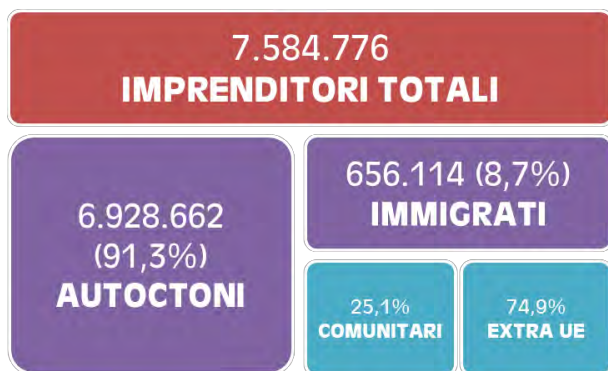 7.584.776
IMPRENDITORI TOTALI
6.928.662
(91,3%)
AUTOCTONI
656.114 (8,7%)
IMMIGRATI
25,1%
COMUNITARI
74,9%
EXTRA UE